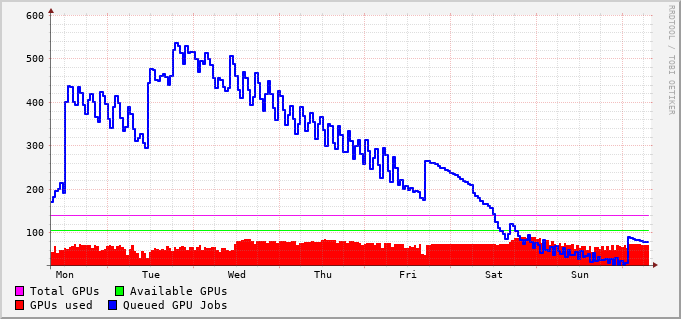 600
500
400
300
200
100
Mon Tue Wed Thu Fri Sat Sun
Total GPUs Available GPUs
GPUs used Queued GPU Jobs
RRDTOOL / TOBI OETIKER